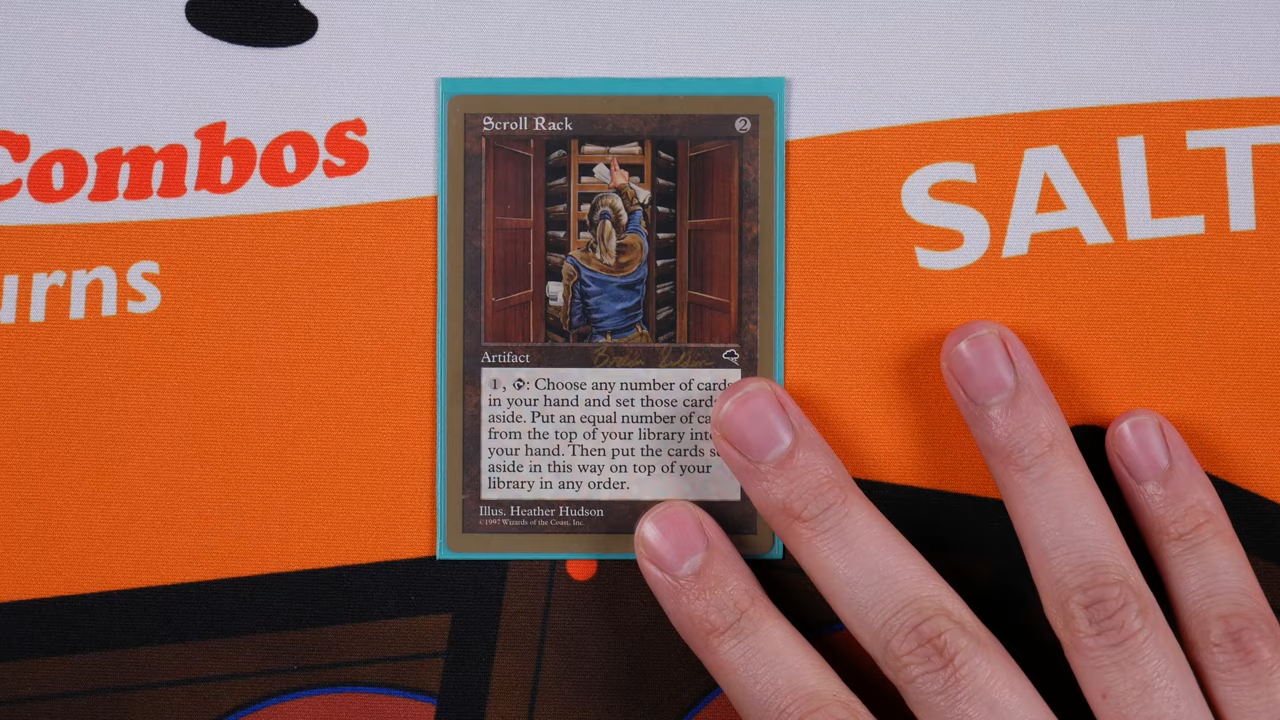 Combos
urns
SALT
Scroll Rack
2
Artifact
1, : Choose any number of cards
in your hand and set those cards
aside. Put an equal number of ca
from the top of your library into
your hand. Then put the cards se
aside in this way on top of your
library in any order.
Illus. Heather Hudson
©1997 Wizards of the Coast, Inc.